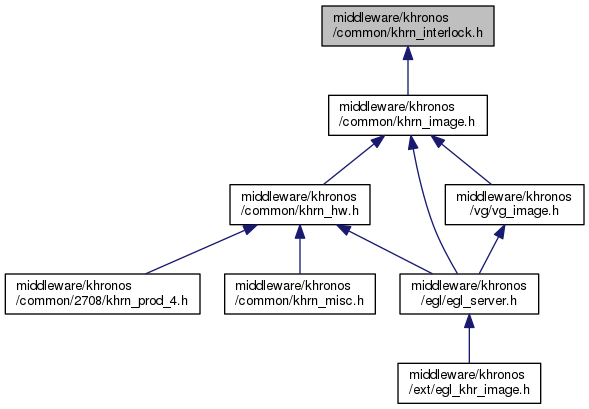 middleware/khronos
/common/khrn_interlock.h
middleware/khronos
/common/khrn_image.h
middleware/khronos
/common/khrn_hw.h
middleware/khronos
/vg/vg_image.h
middleware/khronos
/common/2708/khrn_prod_4.h
middleware/khronos
/common/khrn_misc.h
middleware/khronos
/egl/egl_server.h
middleware/khronos
/ext/egl_khr_image.h